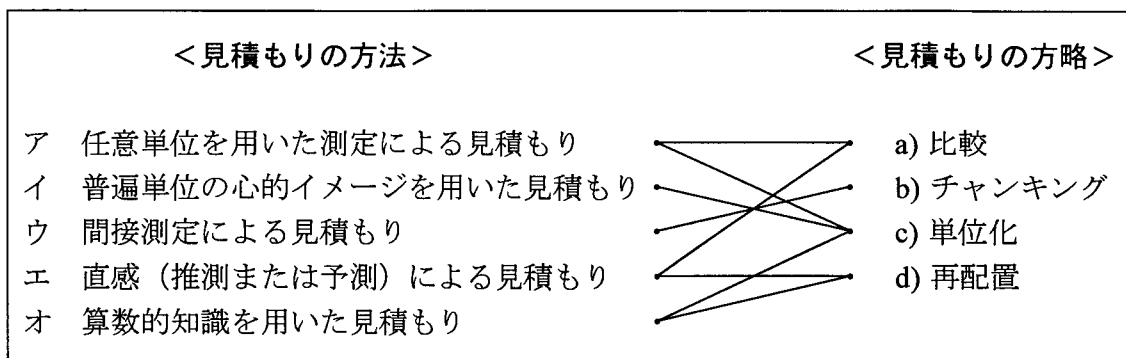 ＜見積もりの方法＞ ＜見積もりの方略＞
ア 任意単位を用いた測定による見積もり a) 比較
イ 普遍単位の心的イメージを用いた見積もり b) チャンキング
ウ 間接測定による見積もり c) 単位化
エ 直感（推測または予測）による見積もり d) 再配置
オ 算数的知識を用いた見積もり